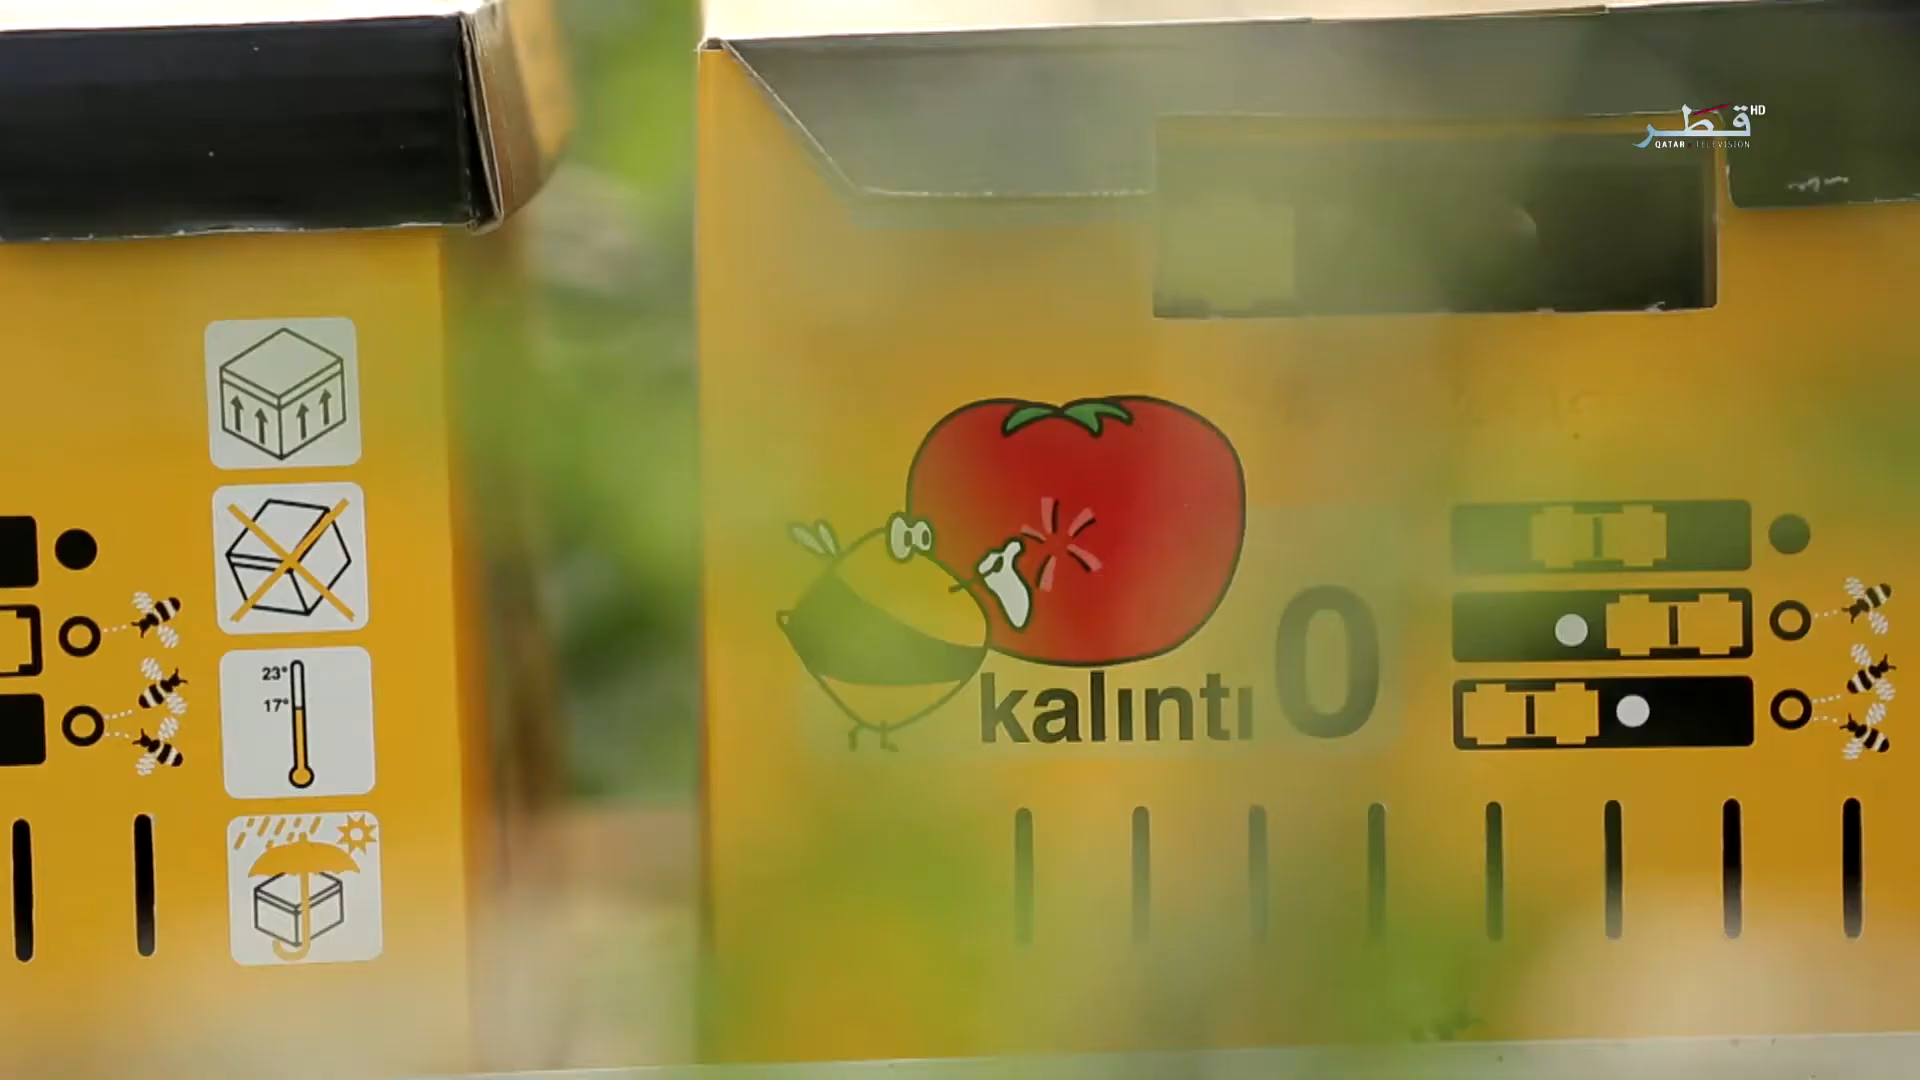 قطر HD
QATAR TELEVISION
23°
17°
kalıntı 0